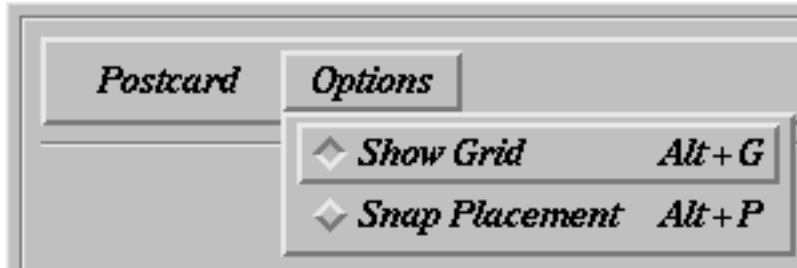 Postcard Options
Show Grid Alt+G
Snap Placement Alt+P